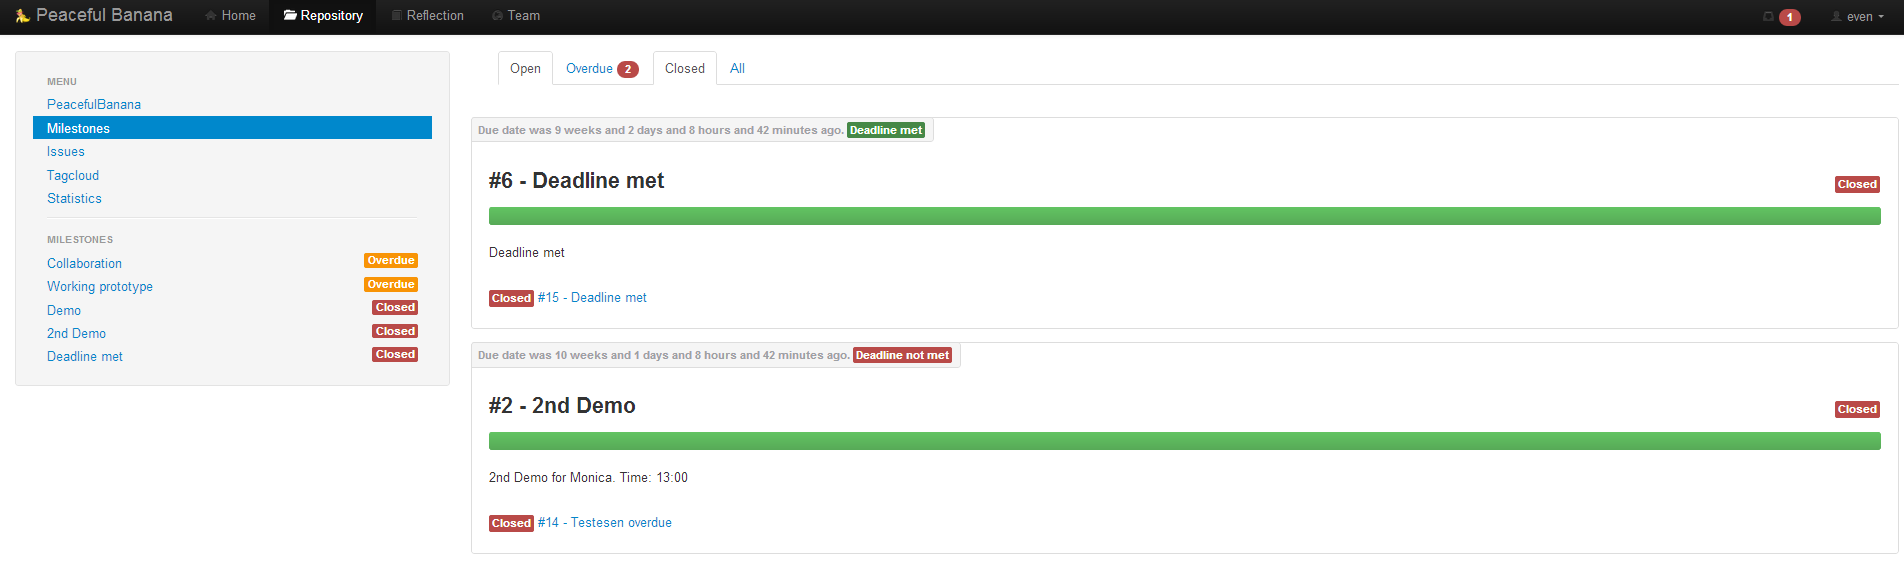 Peaceful Banana Home Repository Reflection Team 1 even
MENU
PeacefulBanana
Milestones
Issues
Tagcloud
Statistics
MILESTONES
Collaboration Overdue
Working prototype Overdue
Demo Closed
2nd Demo Closed
Deadline met Closed
Open Overdue 2 Closed All
Due date was 9 weeks and 2 days and 8 hours and 42 minutes ago. Deadline met
#6 - Deadline met Closed
Deadline met
Closed #15 - Deadline met
Due date was 10 weeks and 1 days and 8 hours and 42 minutes ago. Deadline not met
#2 - 2nd Demo Closed
2nd Demo for Monica. Time: 13:00
Closed #14 - Testesen overdue